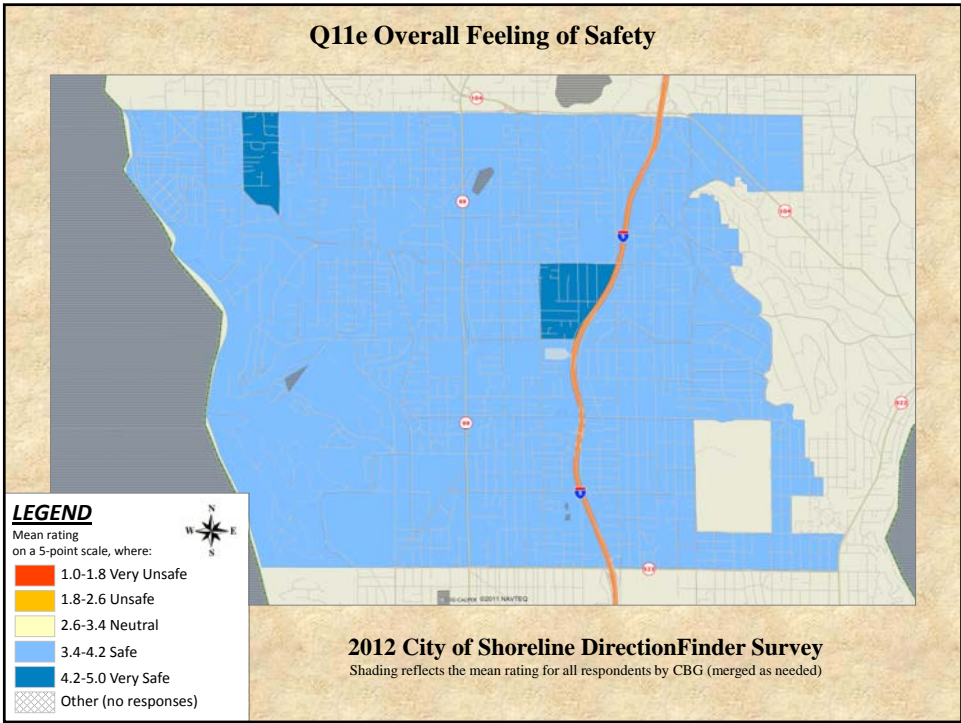 Q11e Overall Feeling of Safety
104
99
104
5
522
99
5
523
©2011 NAVTEQ
LEGEND
Mean rating
on a 5-point scale, where:
N
W E
S
1.0-1.8 Very Unsafe
1.8-2.6 Unsafe
2.6-3.4 Neutral
3.4-4.2 Safe
4.2-5.0 Very Safe
Other (no responses)
2012 City of Shoreline DirectionFinder Survey
Shading reflects the mean rating for all respondents by CBG (merged as needed)